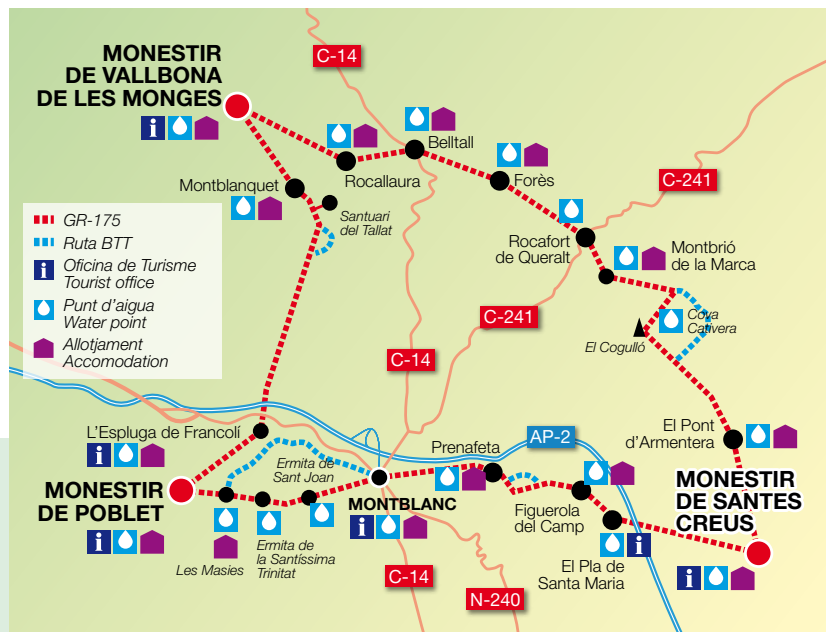 MONESTIR
DE VALLBONA
DE LES MONGES
i
C-14
Belltall
Rocallaura
Forès
Montblanquet
Santuari
del Tallat
C-241
Rocafort
de Queralt
Montbrió
de la Marca
GR-175
Ruta BTT
i
Oficina de Turisme
Tourist office
Punt d'aigua
Water point
Allotjament
Accomodation
C-241
Cova
Cativera
El Cogulló
C-14
L'Espluga de Francolí
i
Ermita de
Sant Joan
Prenafeta
AP-2
El Pont
d'Armentera
MONESTIR
DE POBLET
i
MONTBLANC
i
Les Masies
Ermita de
la Santíssima
Trinitat
Figuerola
del Camp
MONESTIR
DE SANTES
CREUS
i
El Pla de
Santa Maria
i
C-14
N-240